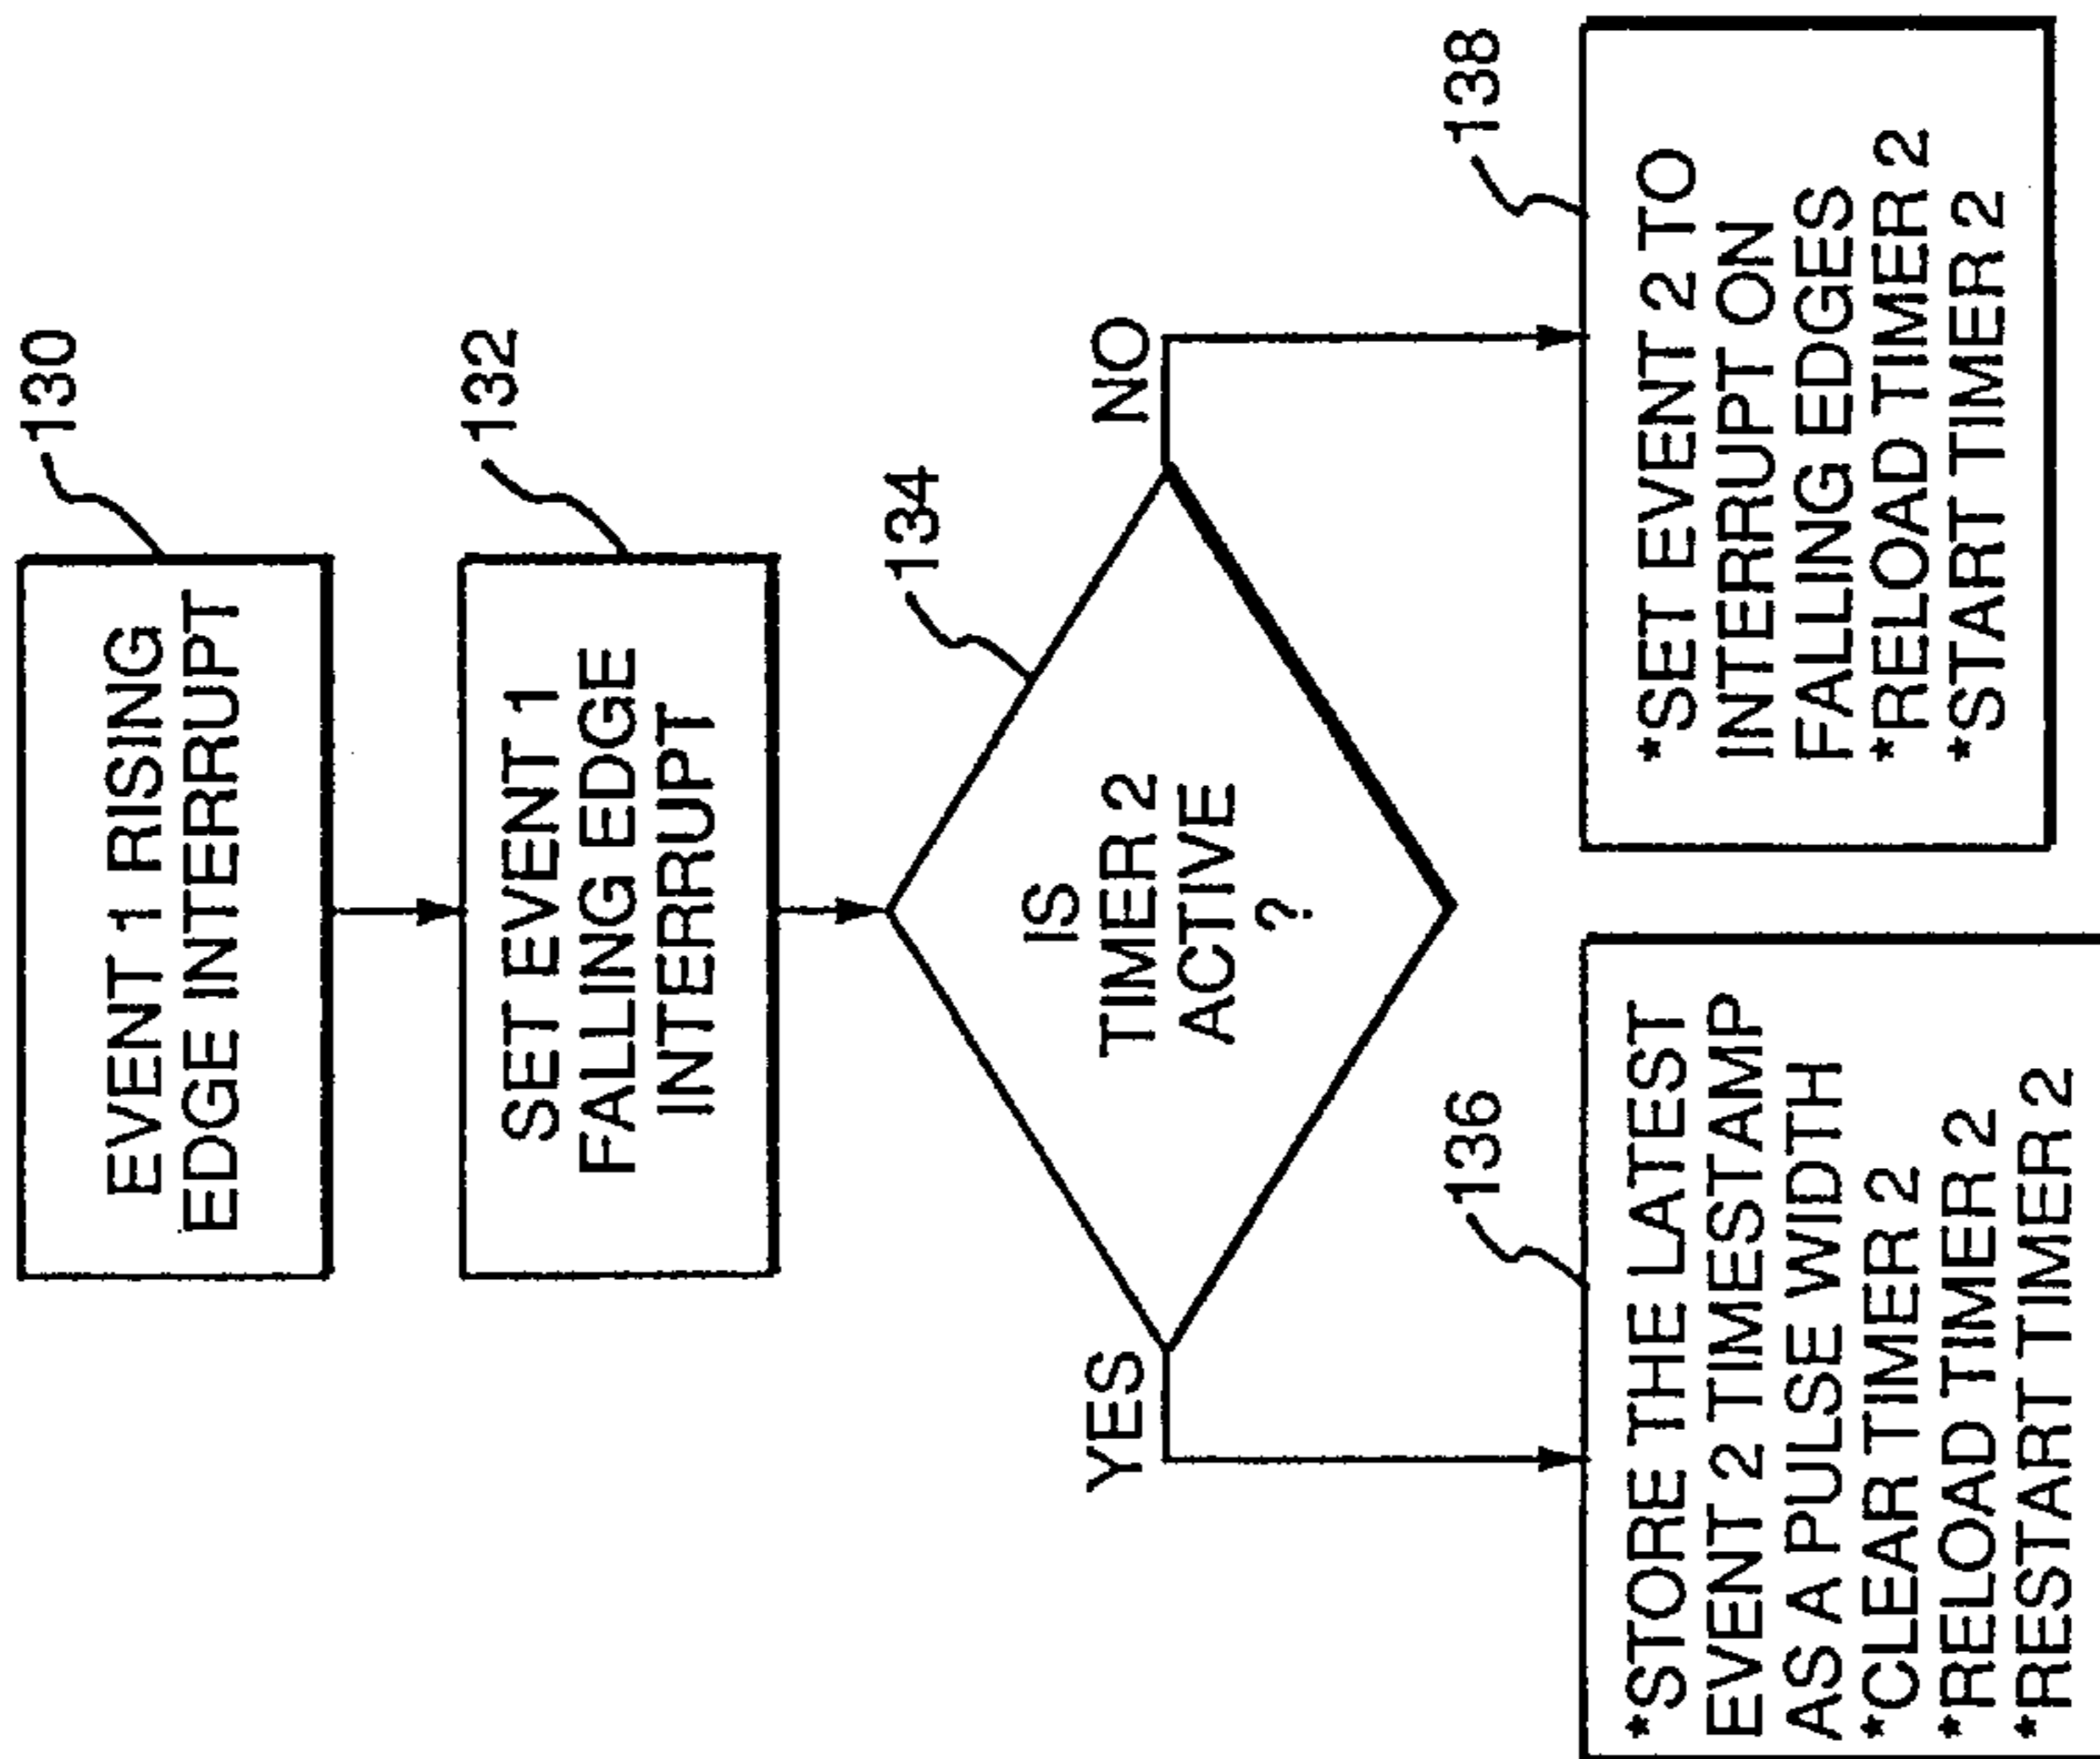 130
EVENT 1 RISING
EDGE INTERRUPT
132
SET EVENT 1
FALLING EDGE
INTERRUPT
134
IS
TIMER 2
ACTIVE
?
YES
NO
136
*STORE THE LATEST
EVENT 2 TIMESTAMP
AS A PULSE WIDTH
*CLEAR TIMER 2
*RELOAD TIMER 2
*RESTART TIMER 2
138
*SET EVENT 2 TO
INTERRUPT ON
FALLING EDGES
*RELOAD TIMER 2
*START TIMER 2